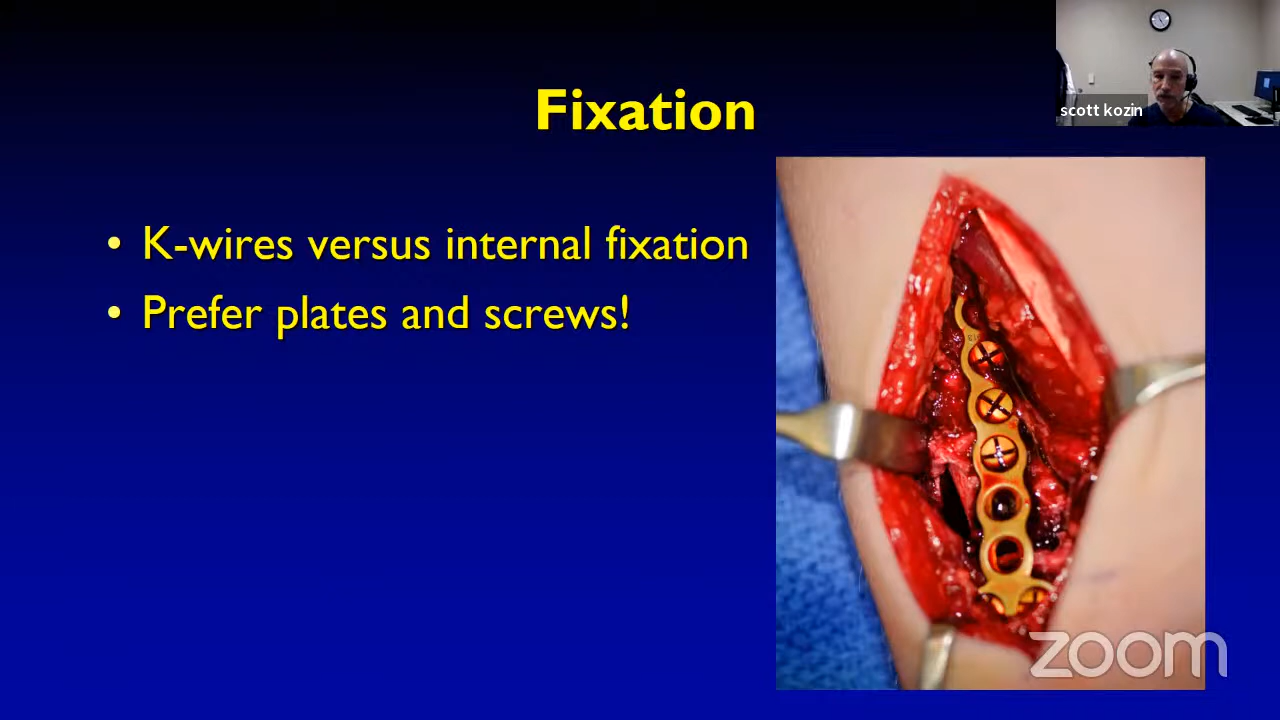 Fixation
scott kozin
• K-wires versus internal fixation
• Prefer plates and screws!
zoom